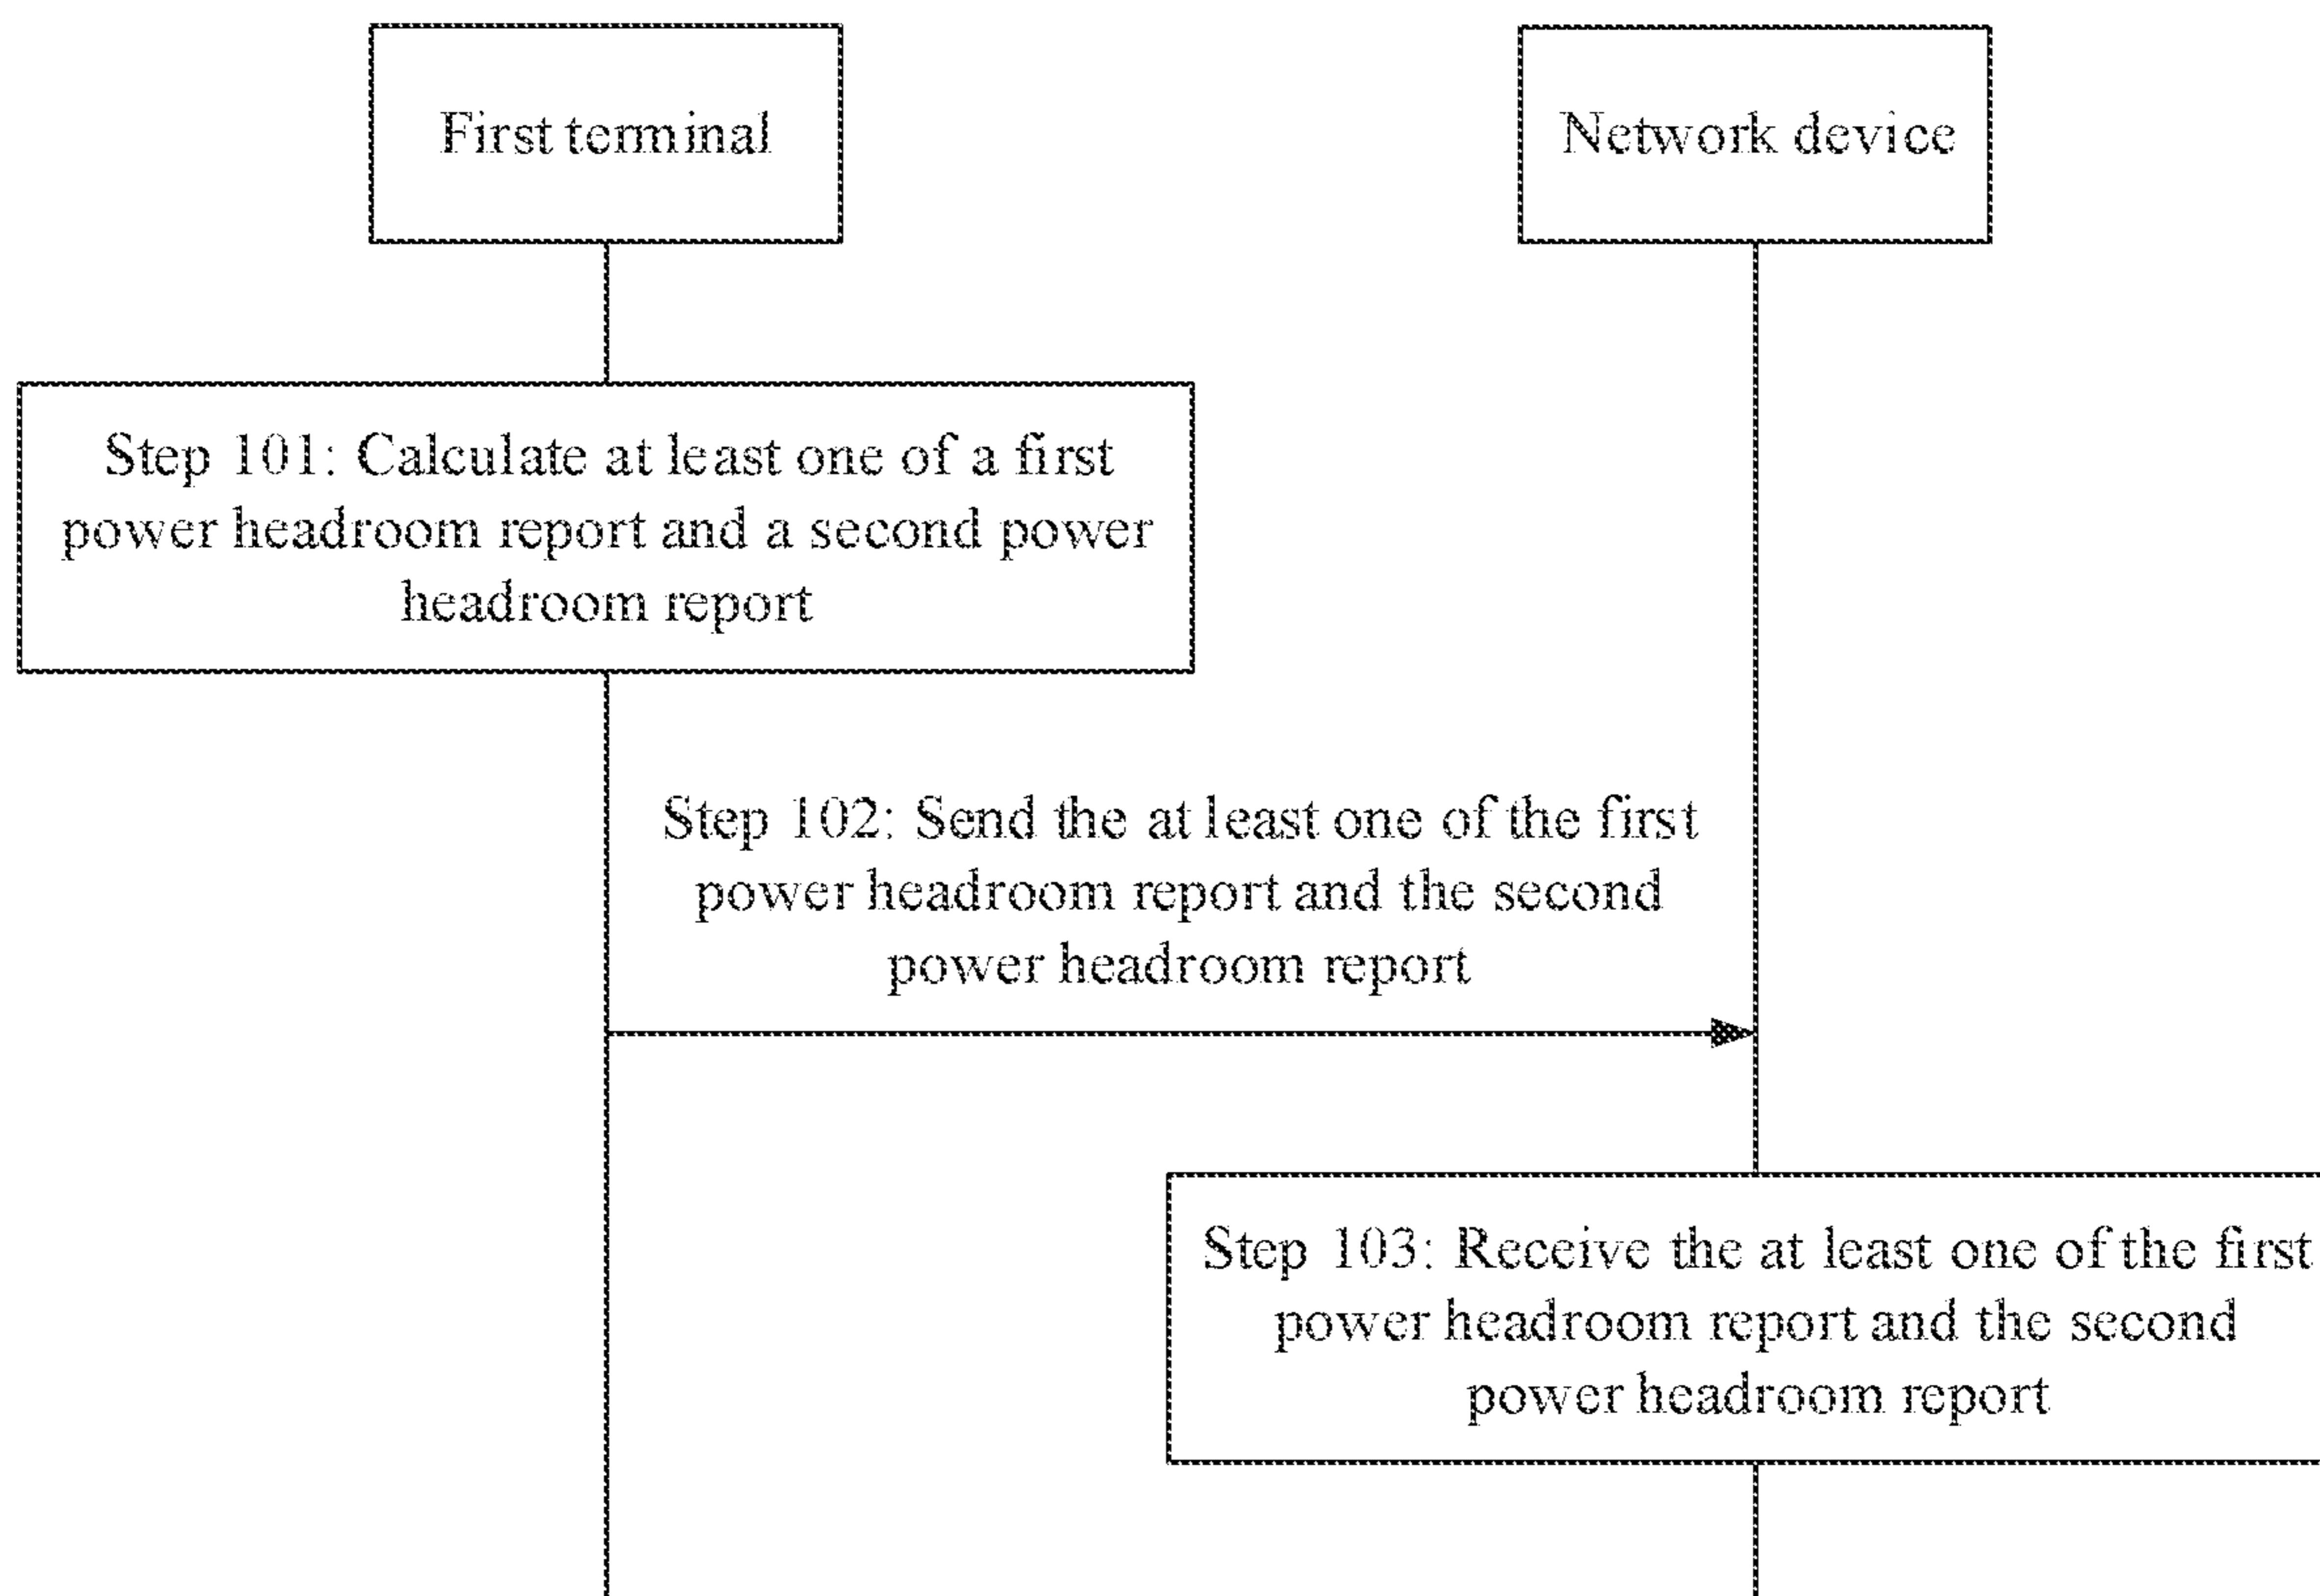 First terminal
Network device
Step 101: Calculate at least one of a first
power headroom report and a second power
headroom report
Step 102: Send the at least one of the first
power headroom report and the second
power headroom report
Step 103: Receive the at least one of the first
power headroom report and the second
power headroom report